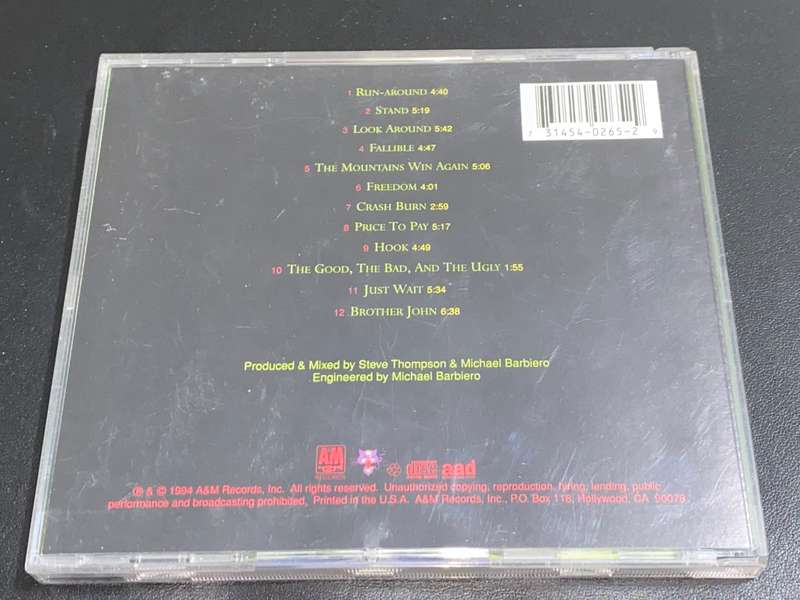 1 RUN-AROUND 4:40
2 STAND 5:19
3 LOOK AROUND 5:42
4 FALLIBLE 4:47
5 THE MOUNTAINS WIN AGAIN 5:06
6 FREEDOM 4:01
7 CRASH BURN 2:59
8 PRICE TO PAY 5:17
9 HOOK 4:49
10 THE GOOD, THE BAD, AND THE UGLY 1:55
11 JUST WAIT 5:34
12 BROTHER JOHN 6:38
7 31454-0265-2 9
Produced & Mixed by Steve Thompson & Michael Barbiero
Engineered by Michael Barbiero
A&M RECORDS disc aad
℗ & © 1994 A&M Records, Inc. All rights reserved. Unauthorized copying, reproduction, hiring, lending, public
performance and broadcasting prohibited. Printed in the U.S.A. A&M Records, Inc., P.O. Box 118, Hollywood, CA 90078